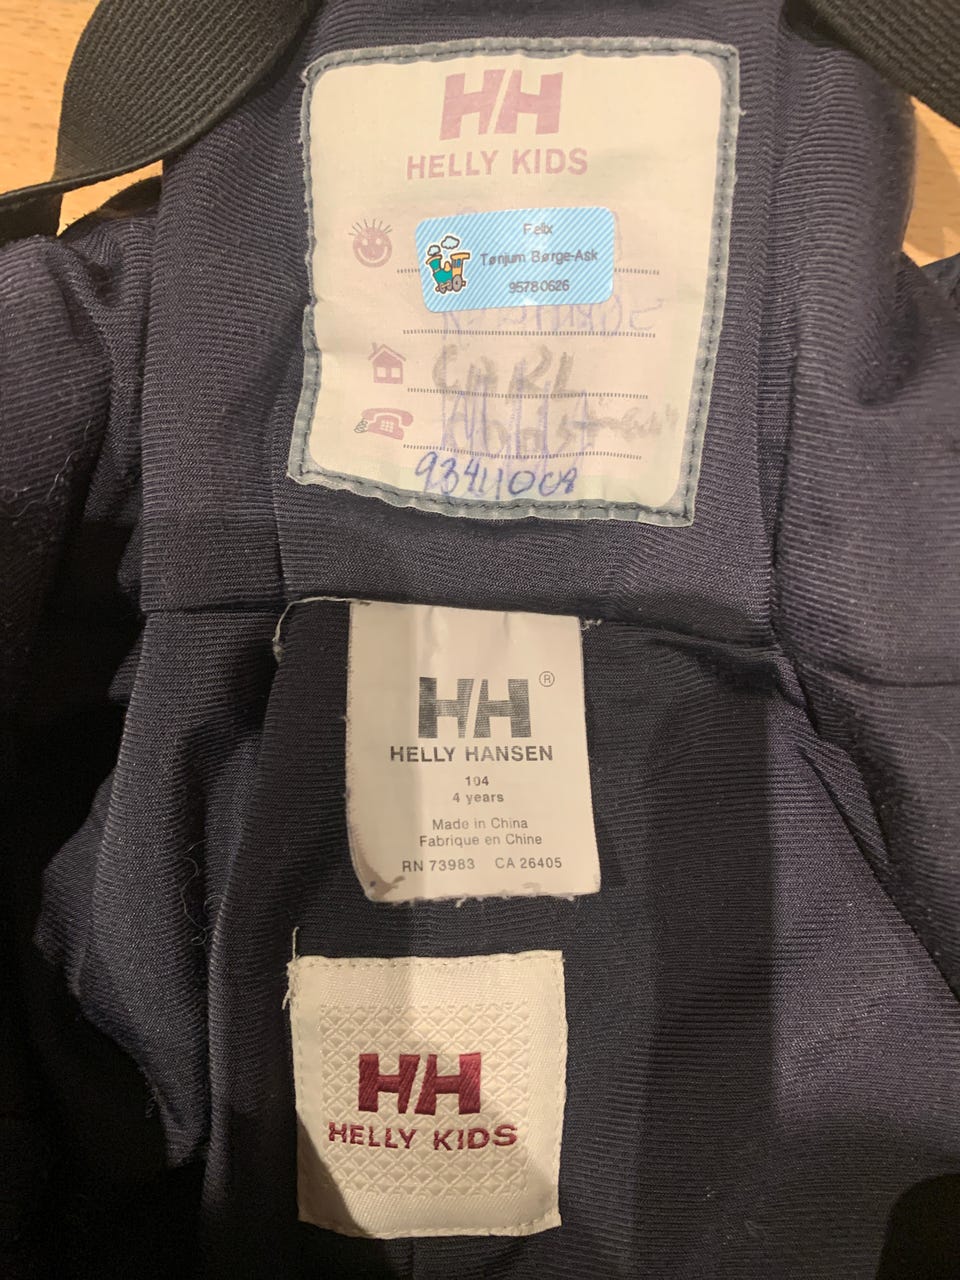 HH
HELLY KIDS
Felix
Tønjum Børge-Ask
95780626
CARL
HH ®
HELLY HANSEN
104
4 years
Made in China
Fabrique en Chine
RN 73983 CA 26405
HH
HELLY KIDS